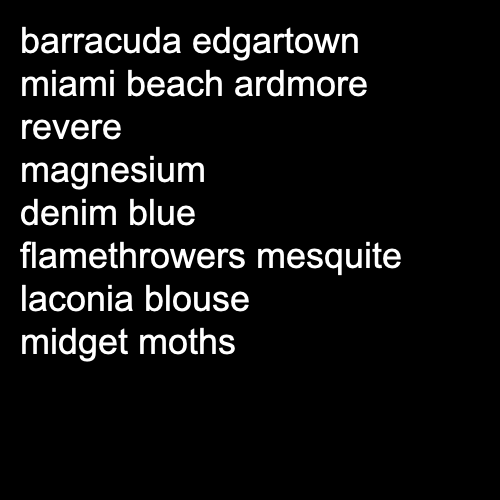 barracuda edgartown
miami beach ardmore
revere
magnesium
denim blue
flamethrowers mesquite
laconia blouse
midget moths